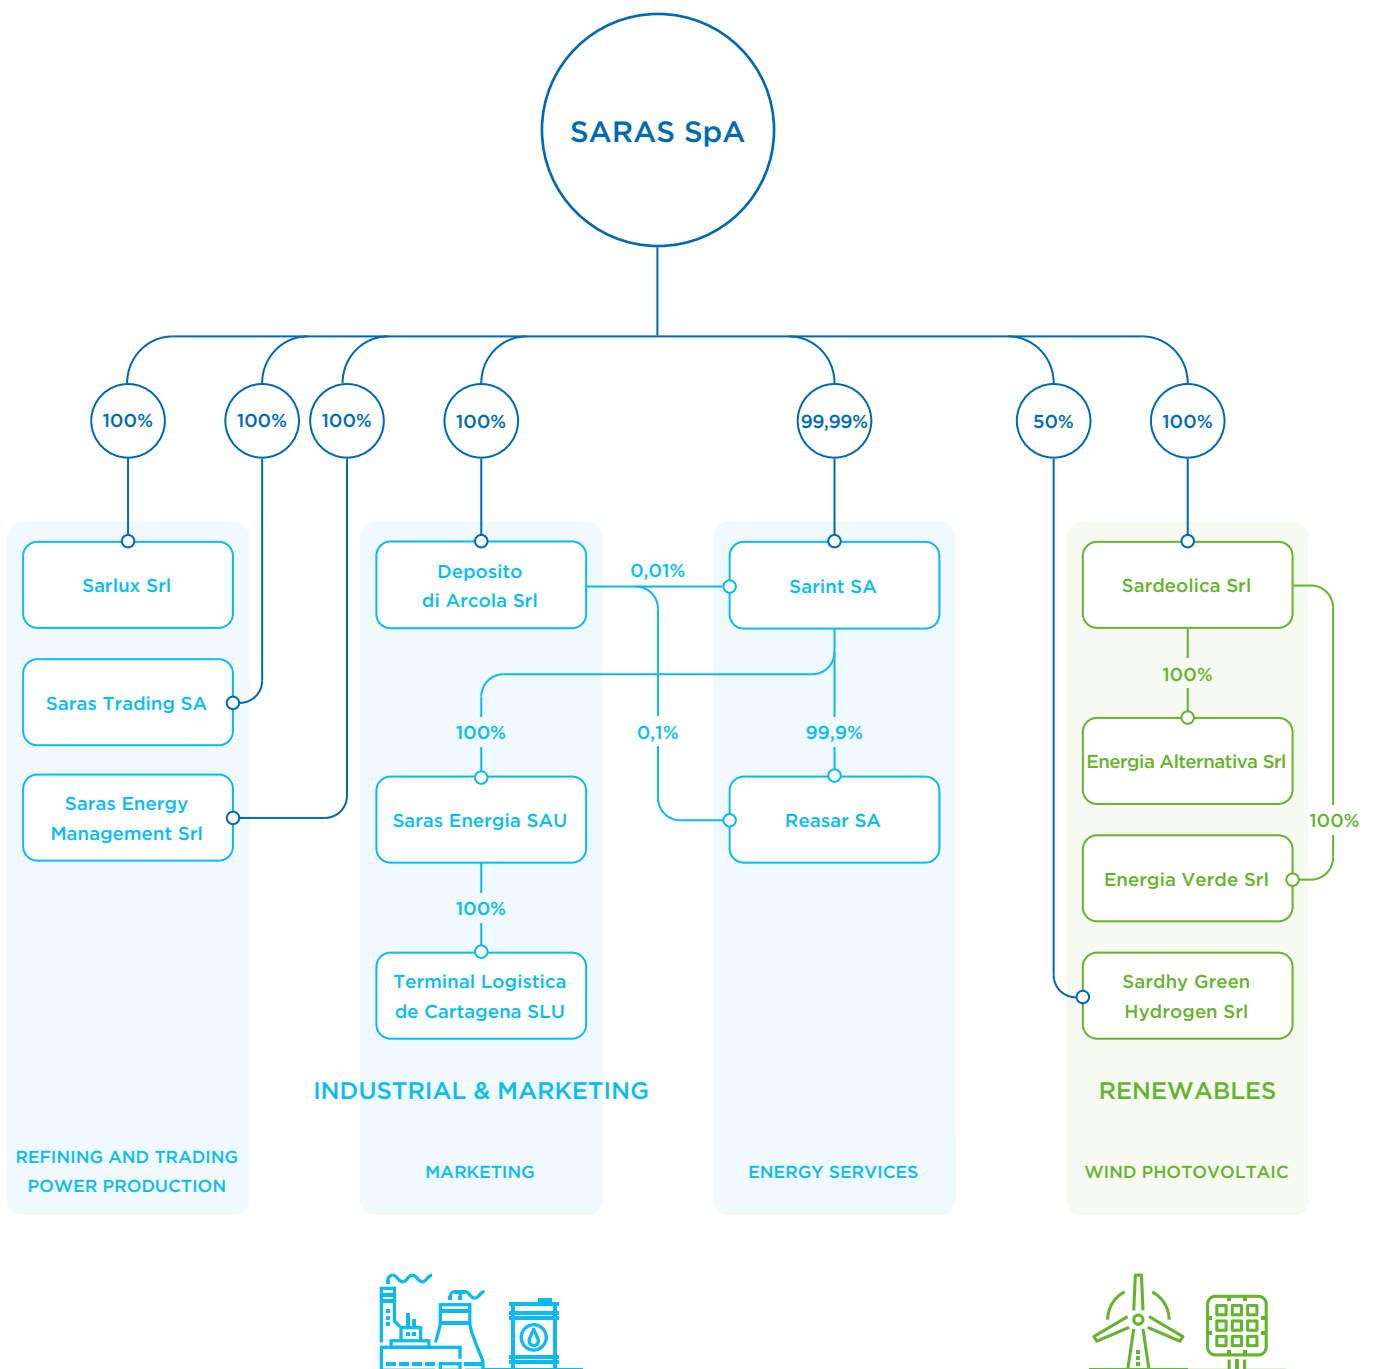 SARAS SpA
100%
100%
100%
100%
99,99%
50%
100%
Sarlux Srl
Deposito
di Arcola Srl
0,01%
Sarint SA
Sardeolica Srl
100%
Saras Trading SA
100%
0,1%
99,9%
Energia Alternativa Srl
Saras Energy
Management Srl
Saras Energia SAU
Reasar SA
100%
Energia Verde Srl
100%
Terminal Logistica
de Cartagena SLU
Sardhy Green
Hydrogen Srl
INDUSTRIAL & MARKETING
RENEWABLES
REFINING AND TRADING
POWER PRODUCTION
MARKETING
ENERGY SERVICES
WIND PHOTOVOLTAIC